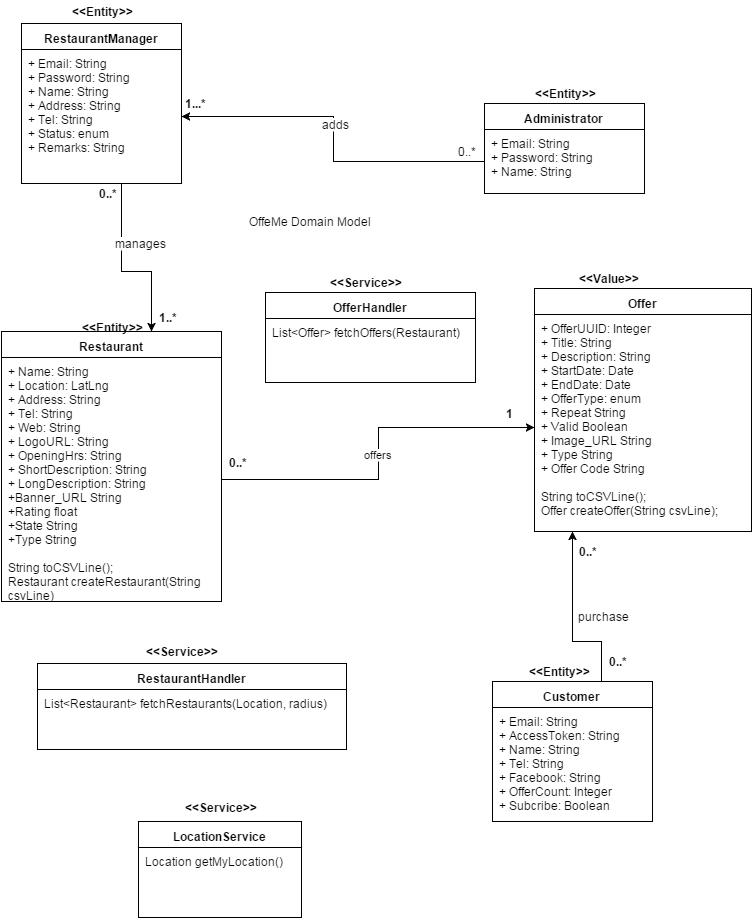 <<Entity>>
RestaurantManager
+ Email: String
+ Password: String
+ Name: String
+ Address: String
+ Tel: String
+ Status: enum
+ Remarks: String
1...*
adds
0..*
<<Entity>>
Administrator
+ Email: String
+ Password: String
+ Name: String
0..*
manages
1..*
OffeMe Domain Model
<<Entity>>
Restaurant
+ Name: String
+ Location: LatLng
+ Address: String
+ Tel: String
+ Web: String
+ LogoURL: String
+ OpeningHrs: String
+ ShortDescription: String
+ LongDescription: String
+Banner_URL String
+Rating float
+State String
+Type String
String toCSVLine();
Restaurant createRestaurant(String
csvLine)
<<Service>>
OfferHandler
List<Offer> fetchOffers(Restaurant)
0..*
offers
1
<<Value>>
Offer
+ OfferUUID: Integer
+ Title: String
+ Description: String
+ StartDate: Date
+ EndDate: Date
+ OfferType: enum
+ Repeat String
+ Valid Boolean
+ Image_URL String
+ Type String
+ Offer Code String
String toCSVLine();
Offer createOffer(String csvLine);
0..*
purchase
0..*
<<Entity>>
Customer
+ Email: String
+ AccessToken: String
+ Name: String
+ Tel: String
+ Facebook: String
+ OfferCount: Integer
+ Subcribe: Boolean
<<Service>>
RestaurantHandler
List<Restaurant> fetchRestaurants(Location, radius)
<<Service>>
LocationService
Location getMyLocation()